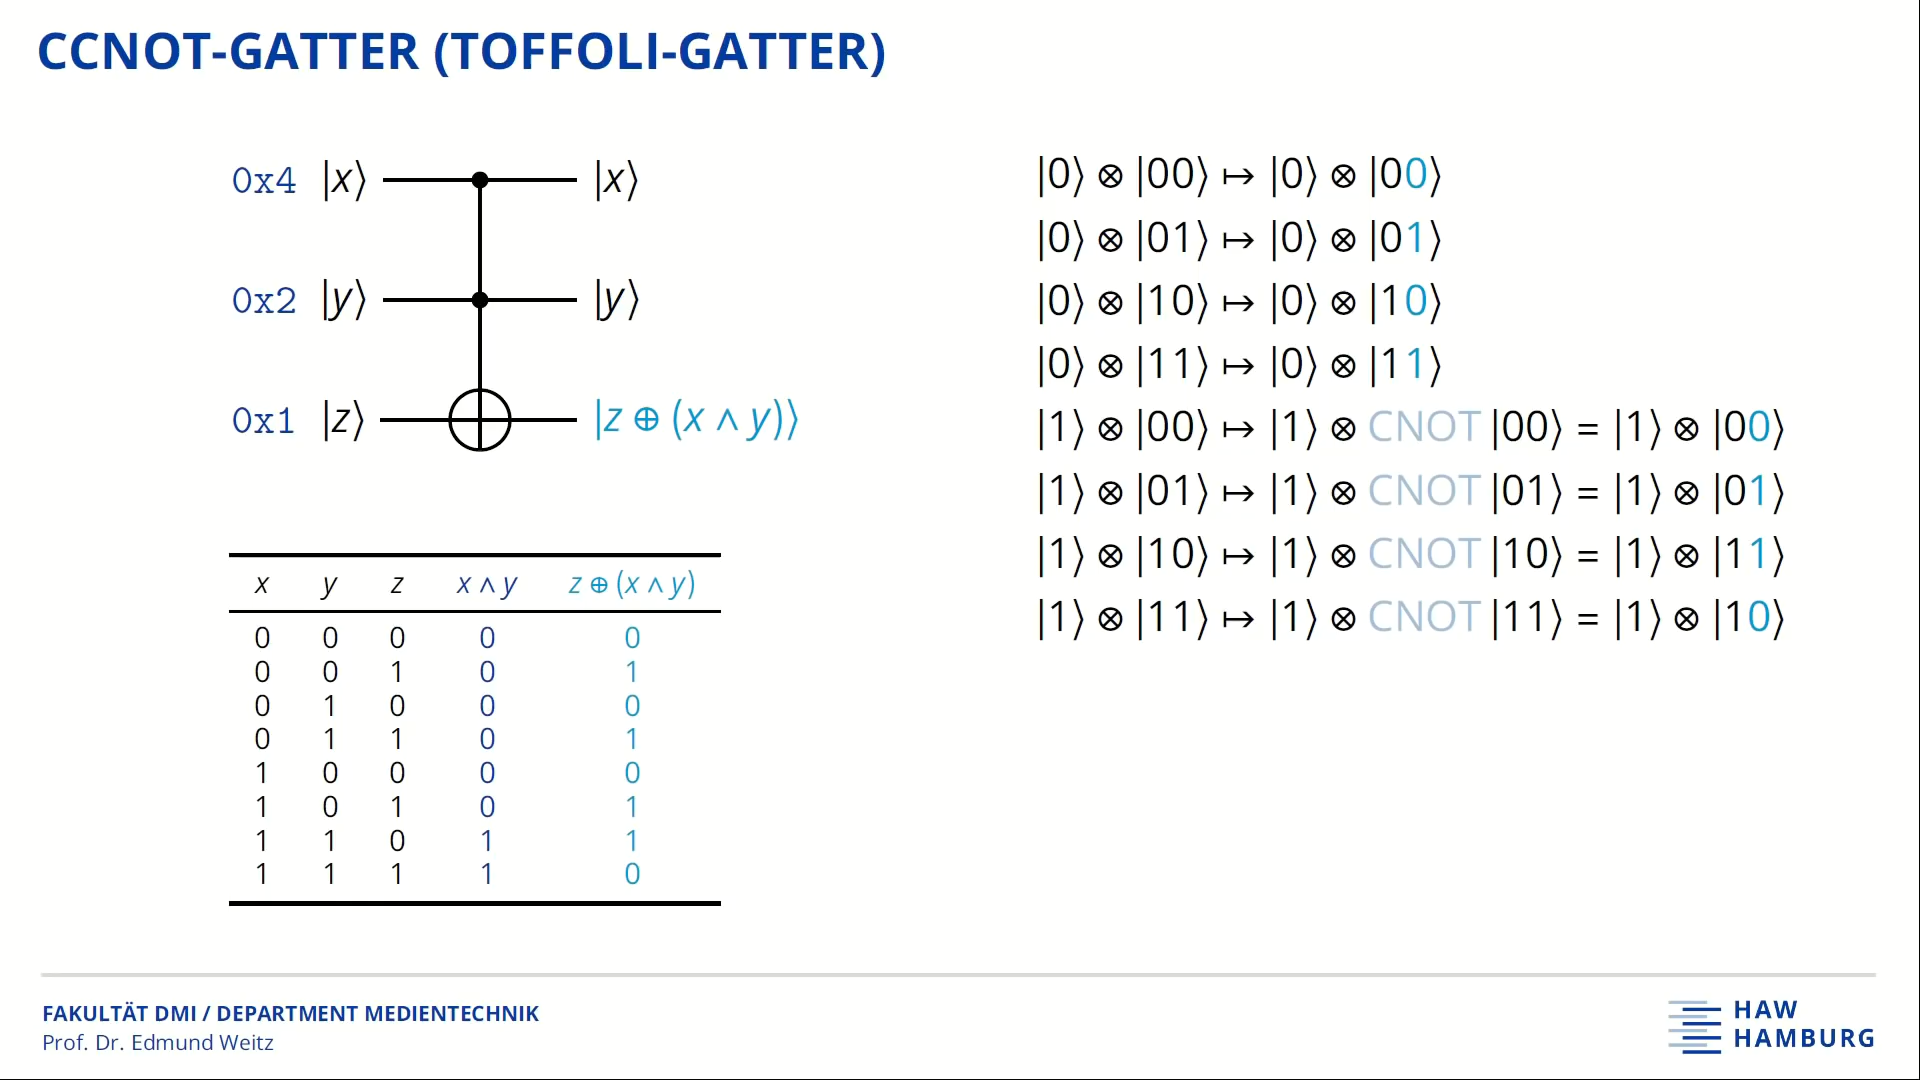 CCNOT-GATTER (TOFFOLI-GATTER)
0x4 |x⟩ |x⟩
0x2 |y⟩ |y⟩
0x1 |z⟩ |z ⊕ (x ∧ y)⟩
x y z x ∧ y z ⊕ (x ∧ y)
0 0 0 0 0
0 0 1 0 1
0 1 0 0 0
0 1 1 0 1
1 0 0 0 0
1 0 1 0 1
1 1 0 1 1
1 1 1 1 0
|0⟩ ⊗ |00⟩ ↦ |0⟩ ⊗ |00⟩
|0⟩ ⊗ |01⟩ ↦ |0⟩ ⊗ |01⟩
|0⟩ ⊗ |10⟩ ↦ |0⟩ ⊗ |10⟩
|0⟩ ⊗ |11⟩ ↦ |0⟩ ⊗ |11⟩
|1⟩ ⊗ |00⟩ ↦ |1⟩ ⊗ CNOT |00⟩ = |1⟩ ⊗ |00⟩
|1⟩ ⊗ |01⟩ ↦ |1⟩ ⊗ CNOT |01⟩ = |1⟩ ⊗ |01⟩
|1⟩ ⊗ |10⟩ ↦ |1⟩ ⊗ CNOT |10⟩ = |1⟩ ⊗ |11⟩
|1⟩ ⊗ |11⟩ ↦ |1⟩ ⊗ CNOT |11⟩ = |1⟩ ⊗ |10⟩
FAKULTÄT DMI / DEPARTMENT MEDIENTECHNIK
Prof. Dr. Edmund Weitz
HAW
HAMBURG